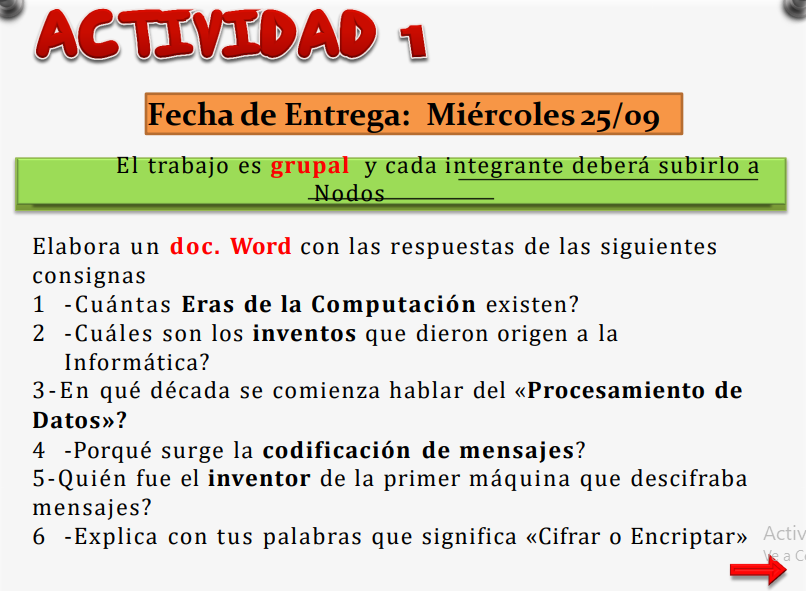 ACTIVIDAD 1
Fecha de Entrega: Miércoles 25/09
El trabajo es grupal y cada integrante deberá subirlo a
Nodos
Elabora un doc. Word con las respuestas de las siguientes
consignas
1 -Cuántas Eras de la Computación existen?
2 -Cuáles son los inventos que dieron origen a la
Informática?
3-En qué década se comienza hablar del «Procesamiento de
Datos»?
4 -Porqué surge la codificación de mensajes?
5-Quién fue el inventor de la primer máquina que descifraba
mensajes?
6 -Explica con tus palabras que significa «Cifrar o Encriptar»
Activ
Ve a Co